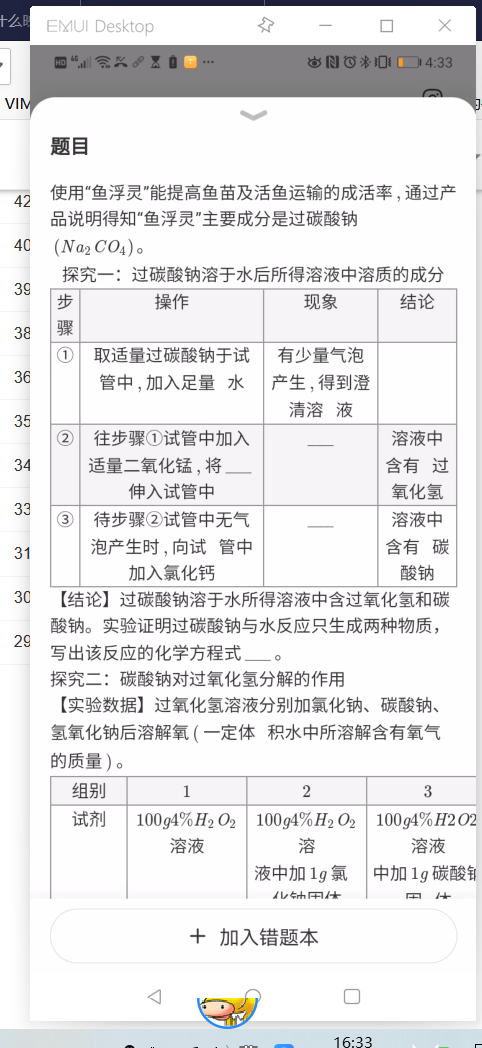 什么
EMUI Desktop
HD 46 4:33
VIM
42
40
39
38
36
35
34
33
31
30
29
题目
使用“鱼浮灵”能提高鱼苗及活鱼运输的成活率,通过产
品说明得知“鱼浮灵”主要成分是过碳酸钠
(Na₂CO₄)。
探究一：过碳酸钠溶于水后所得溶液中溶质的成分
步骤 操作 现象 结论
① 取适量过碳酸钠于试
管中,加入足量 水
有少量气泡
产生,得到澄
清溶 液
② 往步骤①试管中加入
适量二氧化锰,将___
伸入试管中
___
溶液中
含有 过
氧化氢
③ 待步骤②试管中无气
泡产生时,向试 管中
加入氯化钙
___
溶液中
含有 碳
酸钠
【结论】过碳酸钠溶于水所得溶液中含过氧化氢和碳
酸钠。实验证明过碳酸钠与水反应只生成两种物质，
写出该反应的化学方程式___。
探究二：碳酸钠对过氧化氢分解的作用
【实验数据】过氧化氢溶液分别加氯化钠、碳酸钠、
氢氧化钠后溶解氧(一定体 积水中所溶解含有氧气
的质量)。
组别 1 2 3
试剂 100g4%H₂O₂
溶液
100g4%H₂O₂
溶
液中加1g氯
化钠固体
100g4%H2O2
溶液
中加1g碳酸钠
固 体
+ 加入错题本
16:33